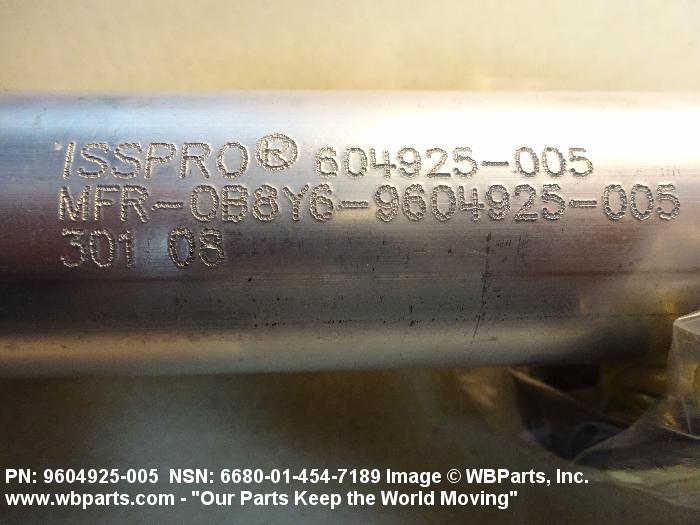 ISSPRO® 604925-005
MFR-0B8Y6-9604925-005
301 08
PN: 9604925-005 NSN: 6680-01-454-7189 Image © WBParts, Inc.
www.wbparts.com - "Our Parts Keep the World Moving"